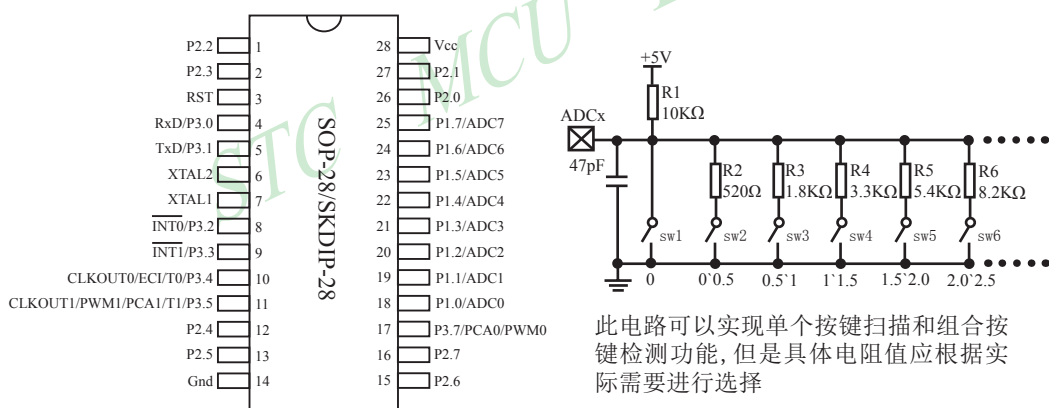 STC MCU
P2.2 1
P2.3 2
RST 3
RxD/P3.0 4
TxD/P3.1 5
XTAL2 6
XTAL1 7
INT0/P3.2 8
INT1/P3.3 9
CLKOUT0/ECI/T0/P3.4 10
CLKOUT1/PWM1/PCA1/T1/P3.5 11
P2.4 12
P2.5 13
Gnd 14
SOP-28/SKDIP-28
28 Vcc
27 P2.1
26 P2.0
25 P1.7/ADC7
24 P1.6/ADC6
23 P1.5/ADC5
22 P1.4/ADC4
21 P1.3/ADC3
20 P1.2/ADC2
19 P1.1/ADC1
18 P1.0/ADC0
17 P3.7/PCA0/PWM0
16 P2.7
15 P2.6
+5V
R1
10KΩ
ADCx
47pF
R2 R3 R4 R5 R6
520Ω 1.8KΩ 3.3KΩ 5.4KΩ 8.2KΩ
sw1 sw2 sw3 sw4 sw5 sw6
0 0`0.5 0.5`1 1`1.5 1.5`2.0 2.0`2.5
此电路可以实现单个按键扫描和组合按
键检测功能,但是具体电阻值应根据实
际需要进行选择